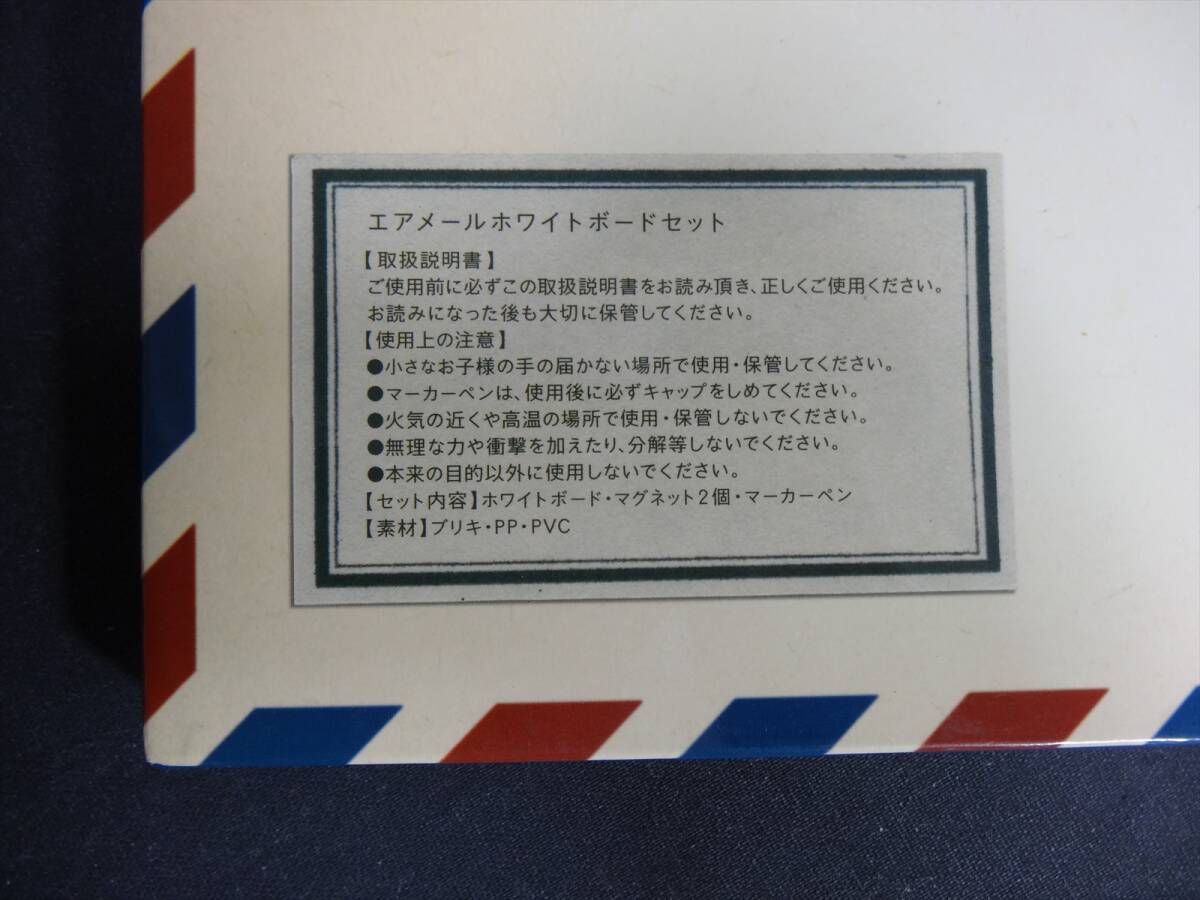 エアメールホワイトボードセット
【取扱説明書】
ご使用前に必ずこの取扱説明書をお読み頂き、正しくご使用ください。
お読みになった後も大切に保管してください。
【使用上の注意】
●小さなお子様の手の届かない場所で使用・保管してください。
●マーカーペンは、使用後に必ずキャップをしめてください。
●火気の近くや高温の場所で使用・保管しないでください。
●無理な力や衝撃を加えたり、分解等しないでください。
●本来の目的以外に使用しないでください。
【セット内容】ホワイトボード・マグネット2個・マーカーペン
【素材】ブリキ・PP・PVC